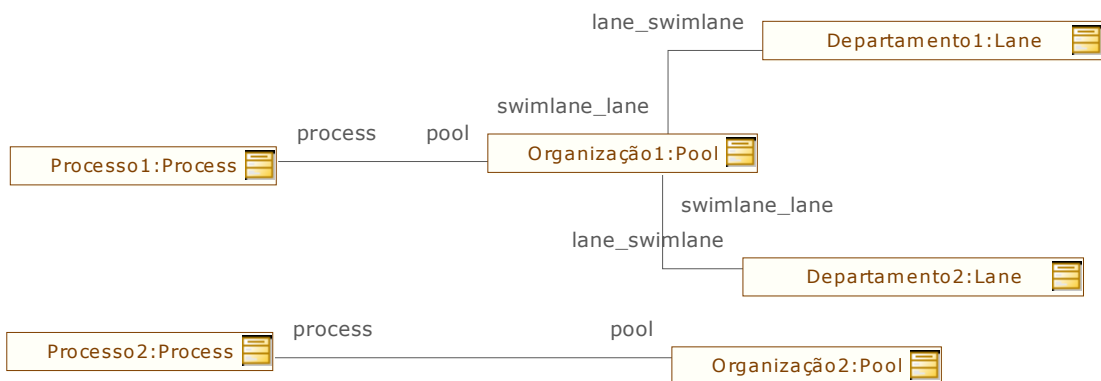 lane_swimlane
Departamento1:Lane
swimlane_lane
process
pool
Organização1:Pool
Processo1:Process
swimlane_lane
lane_swimlane
Departamento2:Lane
process
pool
Processo2:Process
Organização2:Pool